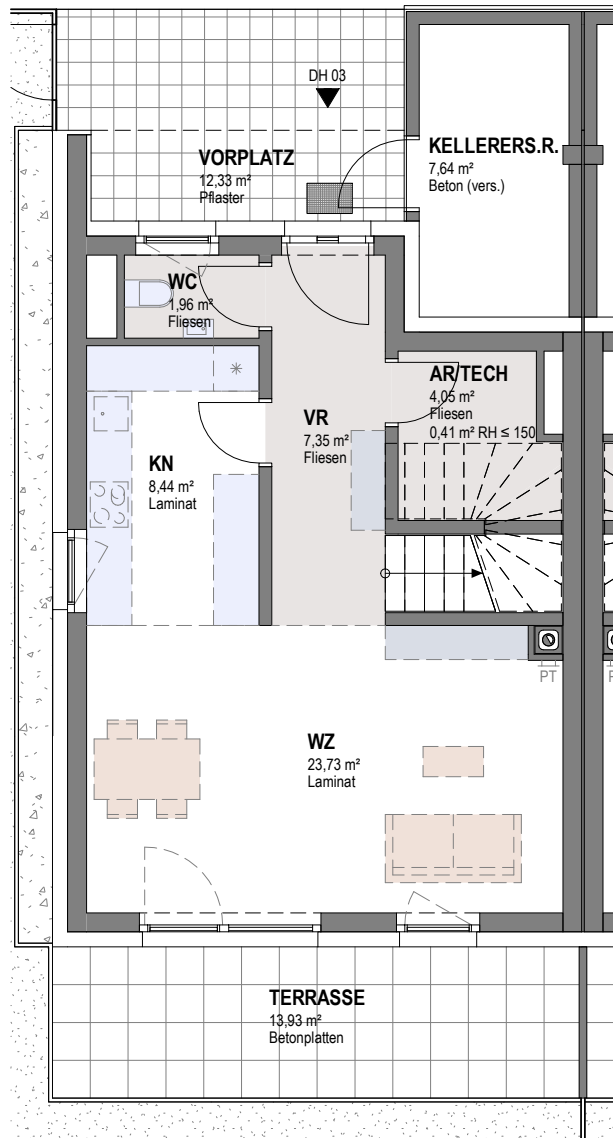 DH 03
VORPLATZ
12,33 m²
Pflaster
KELLERERS.R.
7,64 m²
Beton (vers.)
WC
1,96 m²
Fliesen
AR/TECH
4,05 m²
Fliesen
0,41 m² RH ≤ 150
VR
7,35 m²
Fliesen
KN
8,44 m²
Laminat
PT
WZ
23,73 m²
Laminat
TERRASSE
13,93 m²
Betonplatten